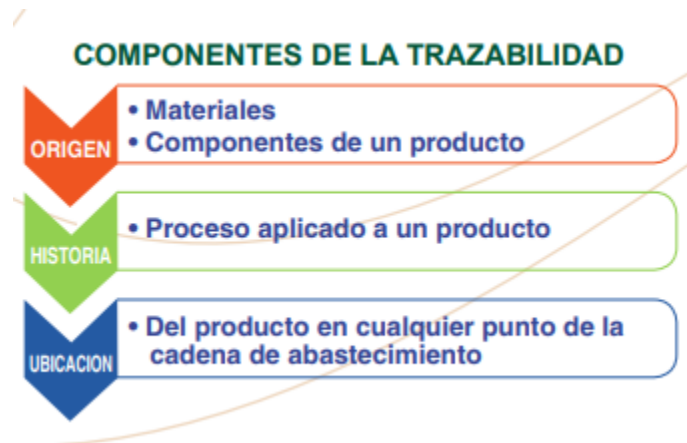 COMPONENTES DE LA TRAZABILIDAD
ORIGEN
• Materiales
• Componentes de un producto
HISTORIA
• Proceso aplicado a un producto
UBICACION
• Del producto en cualquier punto de la
cadena de abastecimiento